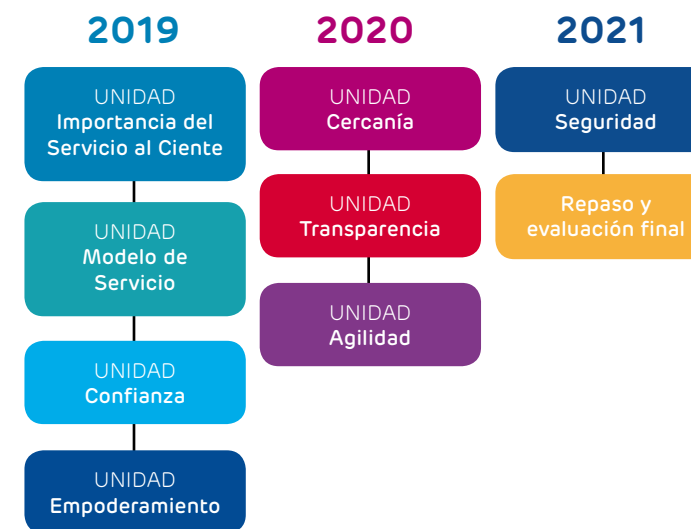 2019
UNIDAD
Importancia del
Servicio al Ciente
UNIDAD
Modelo de
Servicio
UNIDAD
Confianza
UNIDAD
Empoderamiento
2020
UNIDAD
Cercanía
UNIDAD
Transparencia
UNIDAD
Agilidad
2021
UNIDAD
Seguridad
Repaso y
evaluación final